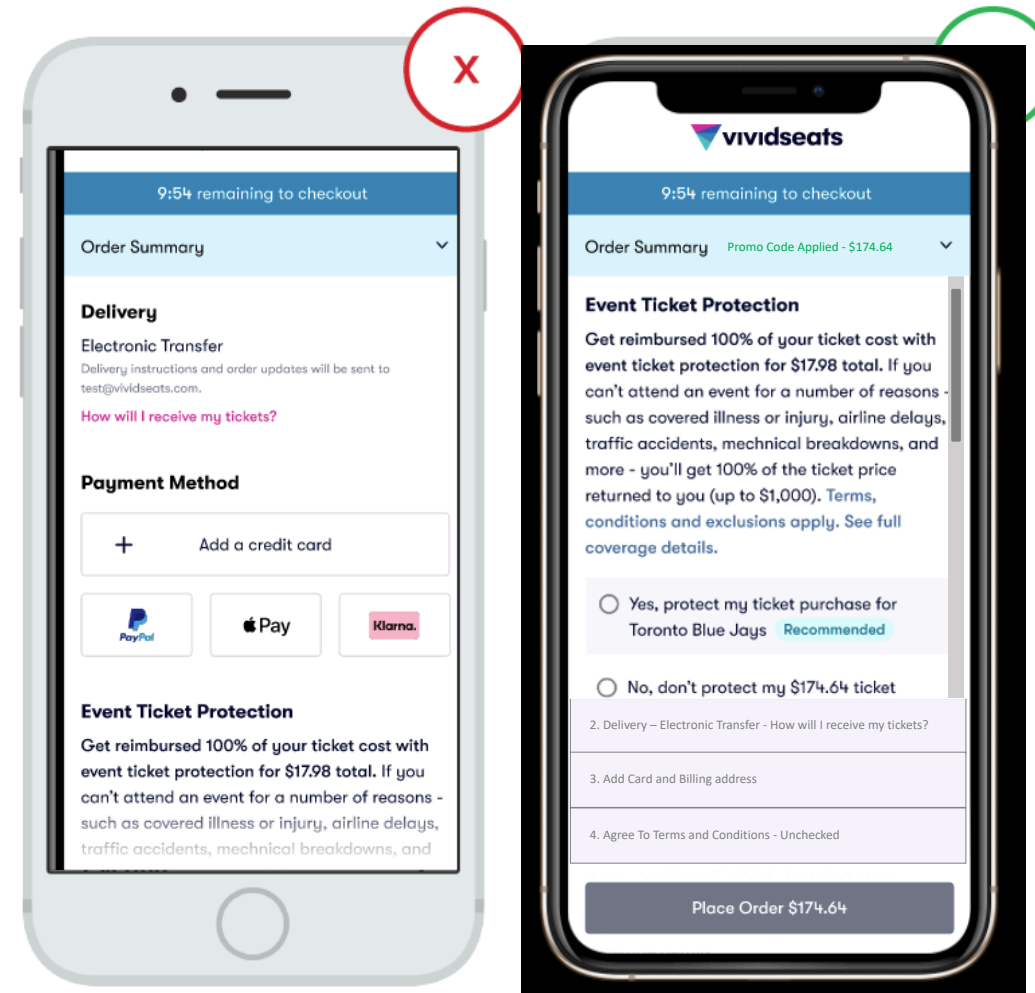 X
9:54 remaining to checkout
Order Summary
Delivery
Electronic Transfer
Delivery instructions and order updates will be sent to
test@vividseats.com.
How will I receive my tickets?
Payment Method
+ Add a credit card
PayPal
Pay
Klarna.
Event Ticket Protection
Get reimbursed 100% of your ticket cost with
event ticket protection for $17.98 total. If you
can't attend an event for a number of reasons -
such as covered illness or injury, airline delays,
traffic accidents, mechnical breakdowns, and
vividseats
9:54 remaining to checkout
Order Summary Promo Code Applied - $174.64
Event Ticket Protection
Get reimbursed 100% of your ticket cost with
event ticket protection for $17.98 total. If you
can't attend an event for a number of reasons -
such as covered illness or injury, airline delays,
traffic accidents, mechnical breakdowns, and
more - you'll get 100% of the ticket price
returned to you (up to $1,000). Terms,
conditions and exclusions apply. See full
coverage details.
Yes, protect my ticket purchase for
Toronto Blue Jays Recommended
No, don't protect my $174.64 ticket
2. Delivery – Electronic Transfer - How will I receive my tickets?
3. Add Card and Billing address
4. Agree To Terms and Conditions - Unchecked
Place Order $174.64